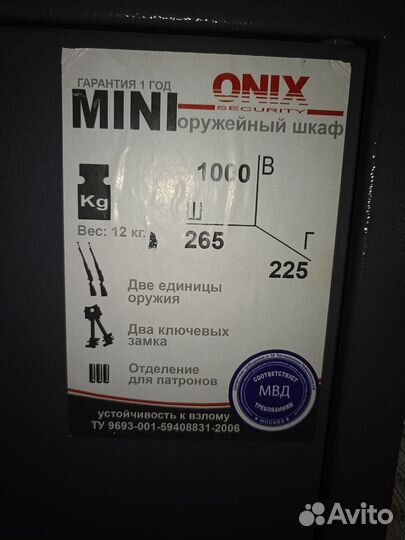 ГАРАНТИЯ 1 ГОД
ONIX
SECURITY
MINI оружейный шкаф
1000 В
Ш
265
Г
225
Kg
Вес: 12 кг.
Две единицы
оружия
Два ключевых
замка
Отделение
для патронов
СООТВЕТСТВУЕТ
МВД
ТРЕБОВАНИЯМ
МОСКВА
устойчивость к взлому
ТУ 9693-001-59408831-2006
Avito